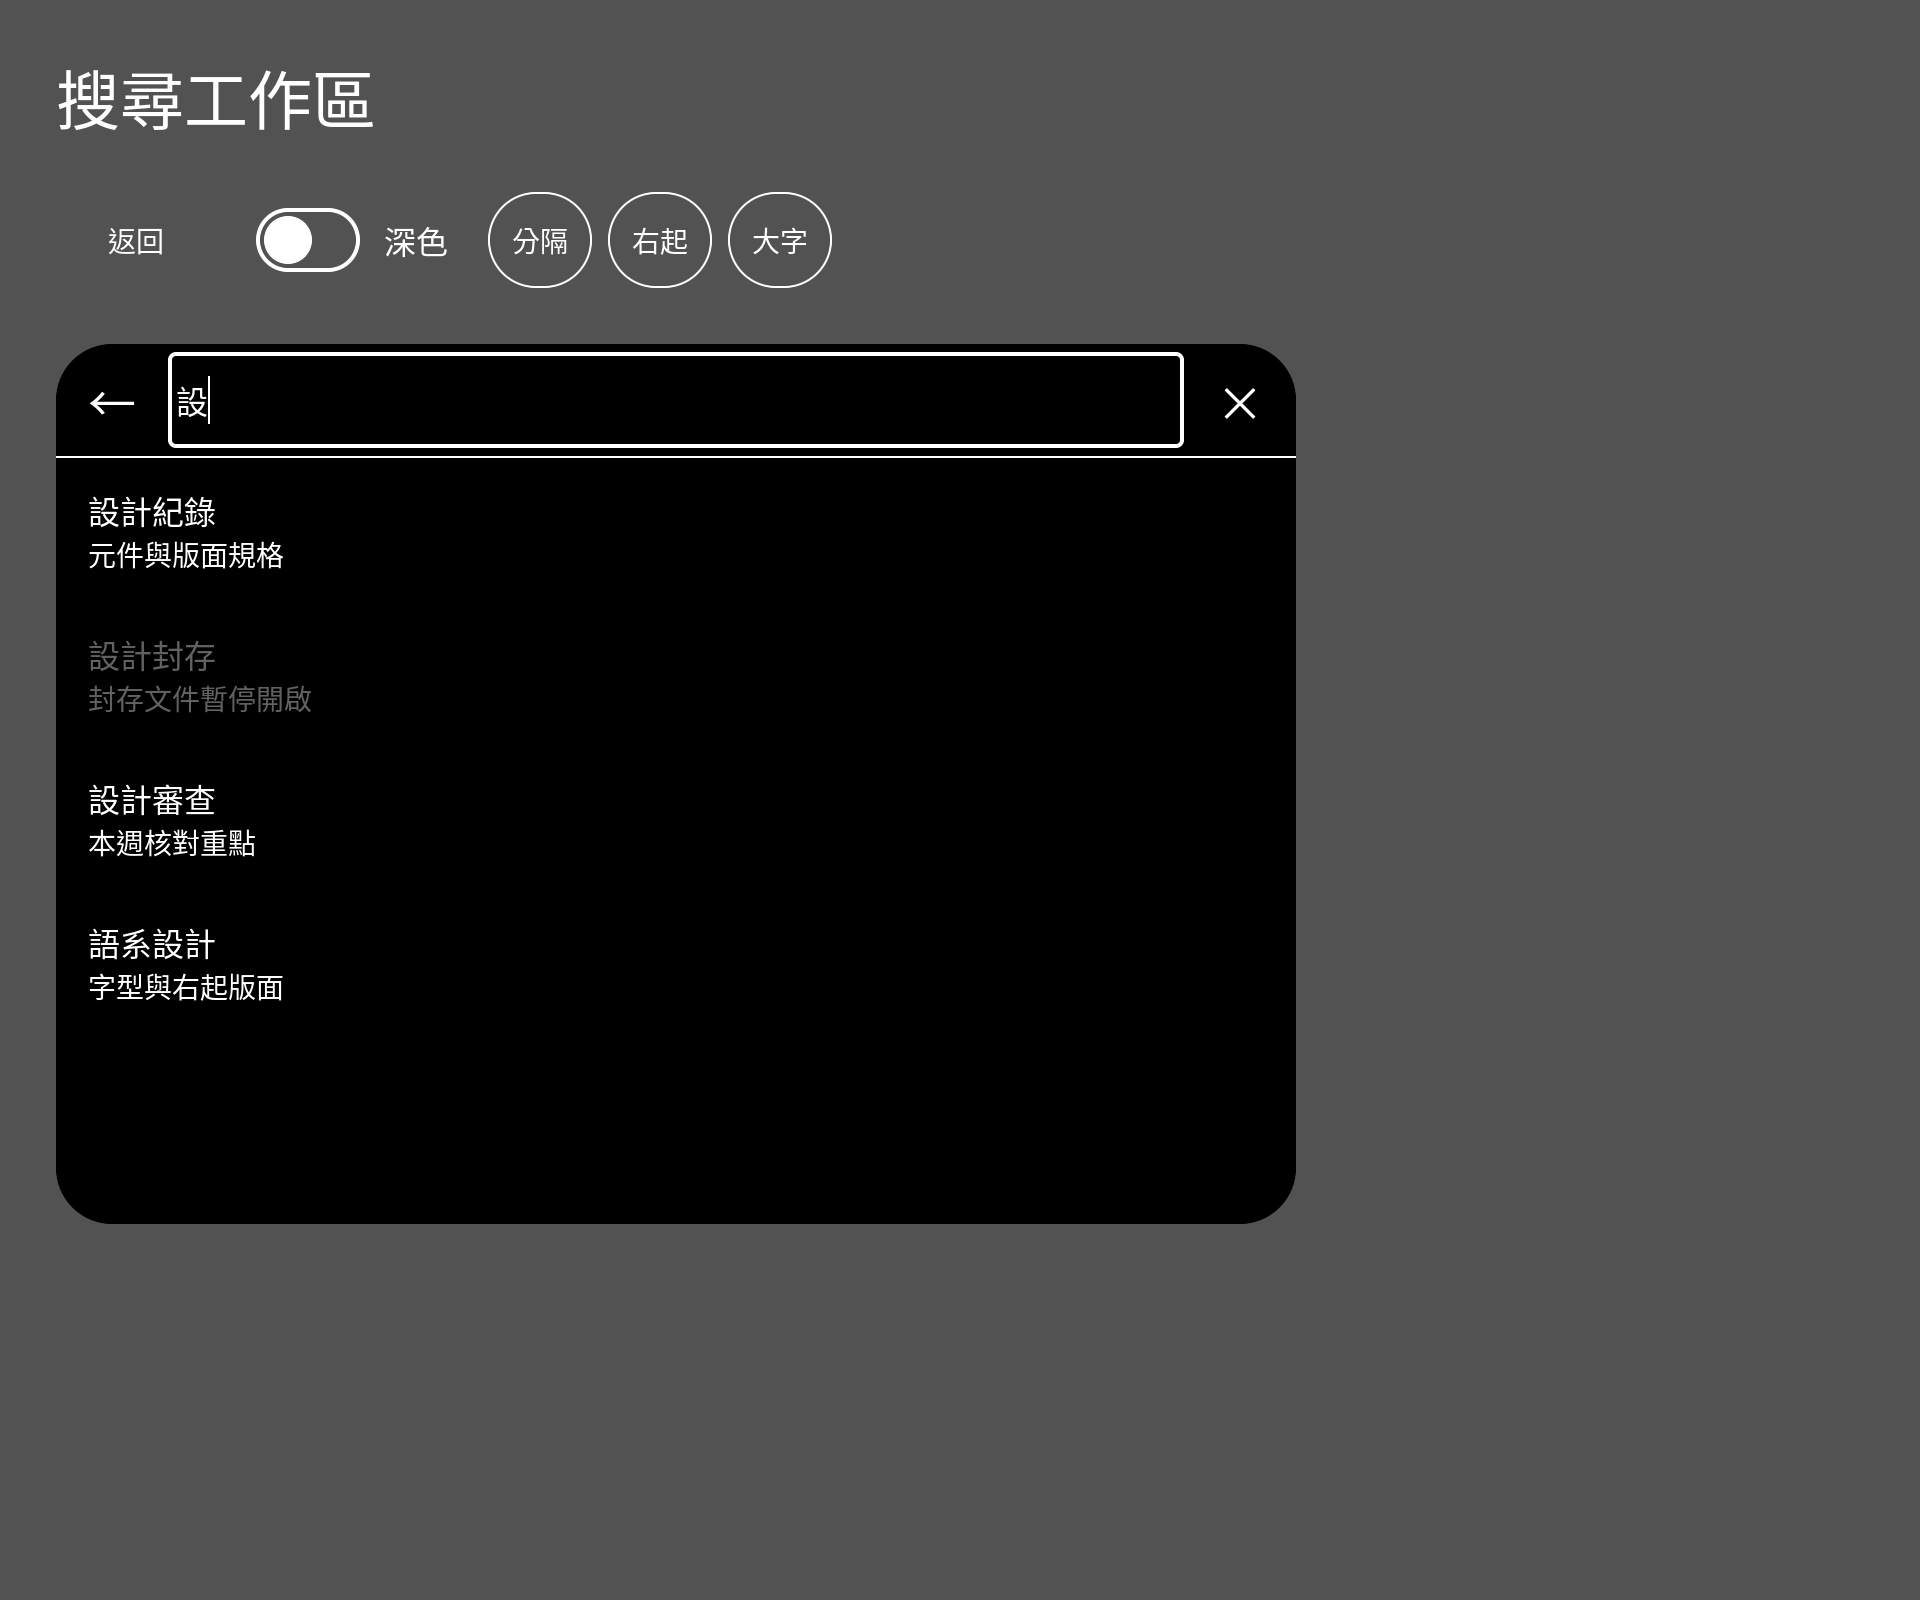 搜尋工作區
返回 深色 分隔 右起 大字
設
設計紀錄
元件與版面規格
設計封存
封存文件暫停開啟
設計審查
本週核對重點
語系設計
字型與右起版面